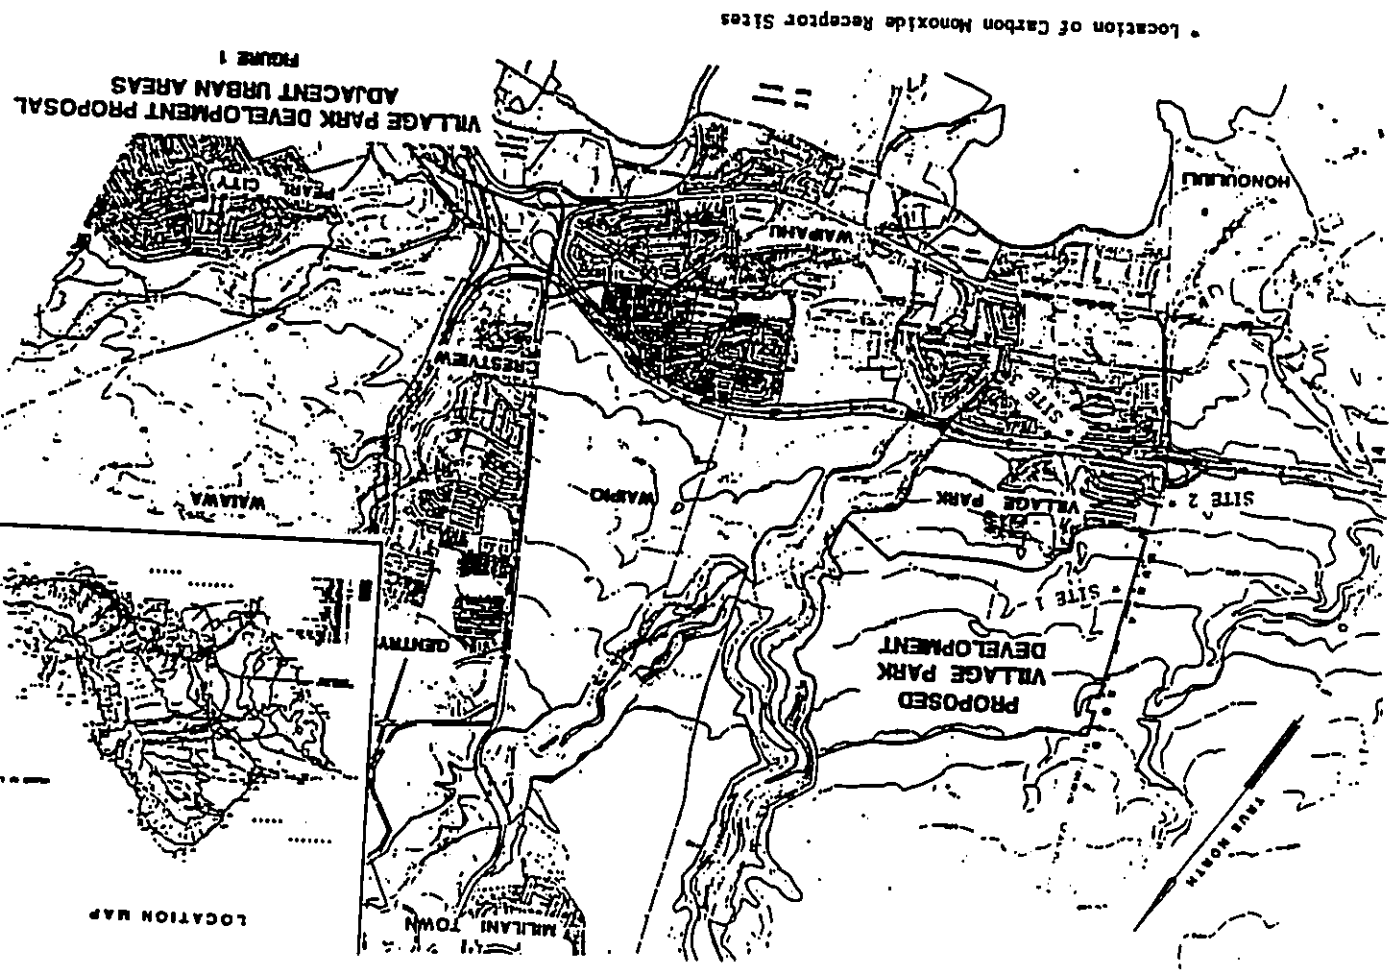 LOCATION MAP
MILILANI TOWN
TRUE NORTH
PROPOSED
VILLAGE PARK
DEVELOPMENT
GENTRY
SITE 1
SITE 2
VILLAGE PARK
WAIPIO
WAIAWA
SITE
CRESTVIEW
WAIPAHU
HONOULIULI
PEARL CITY
VILLAGE PARK DEVELOPMENT PROPOSAL
ADJACENT URBAN AREAS
FIGURE 1
* Location of Carbon Monoxide Receptor Sites